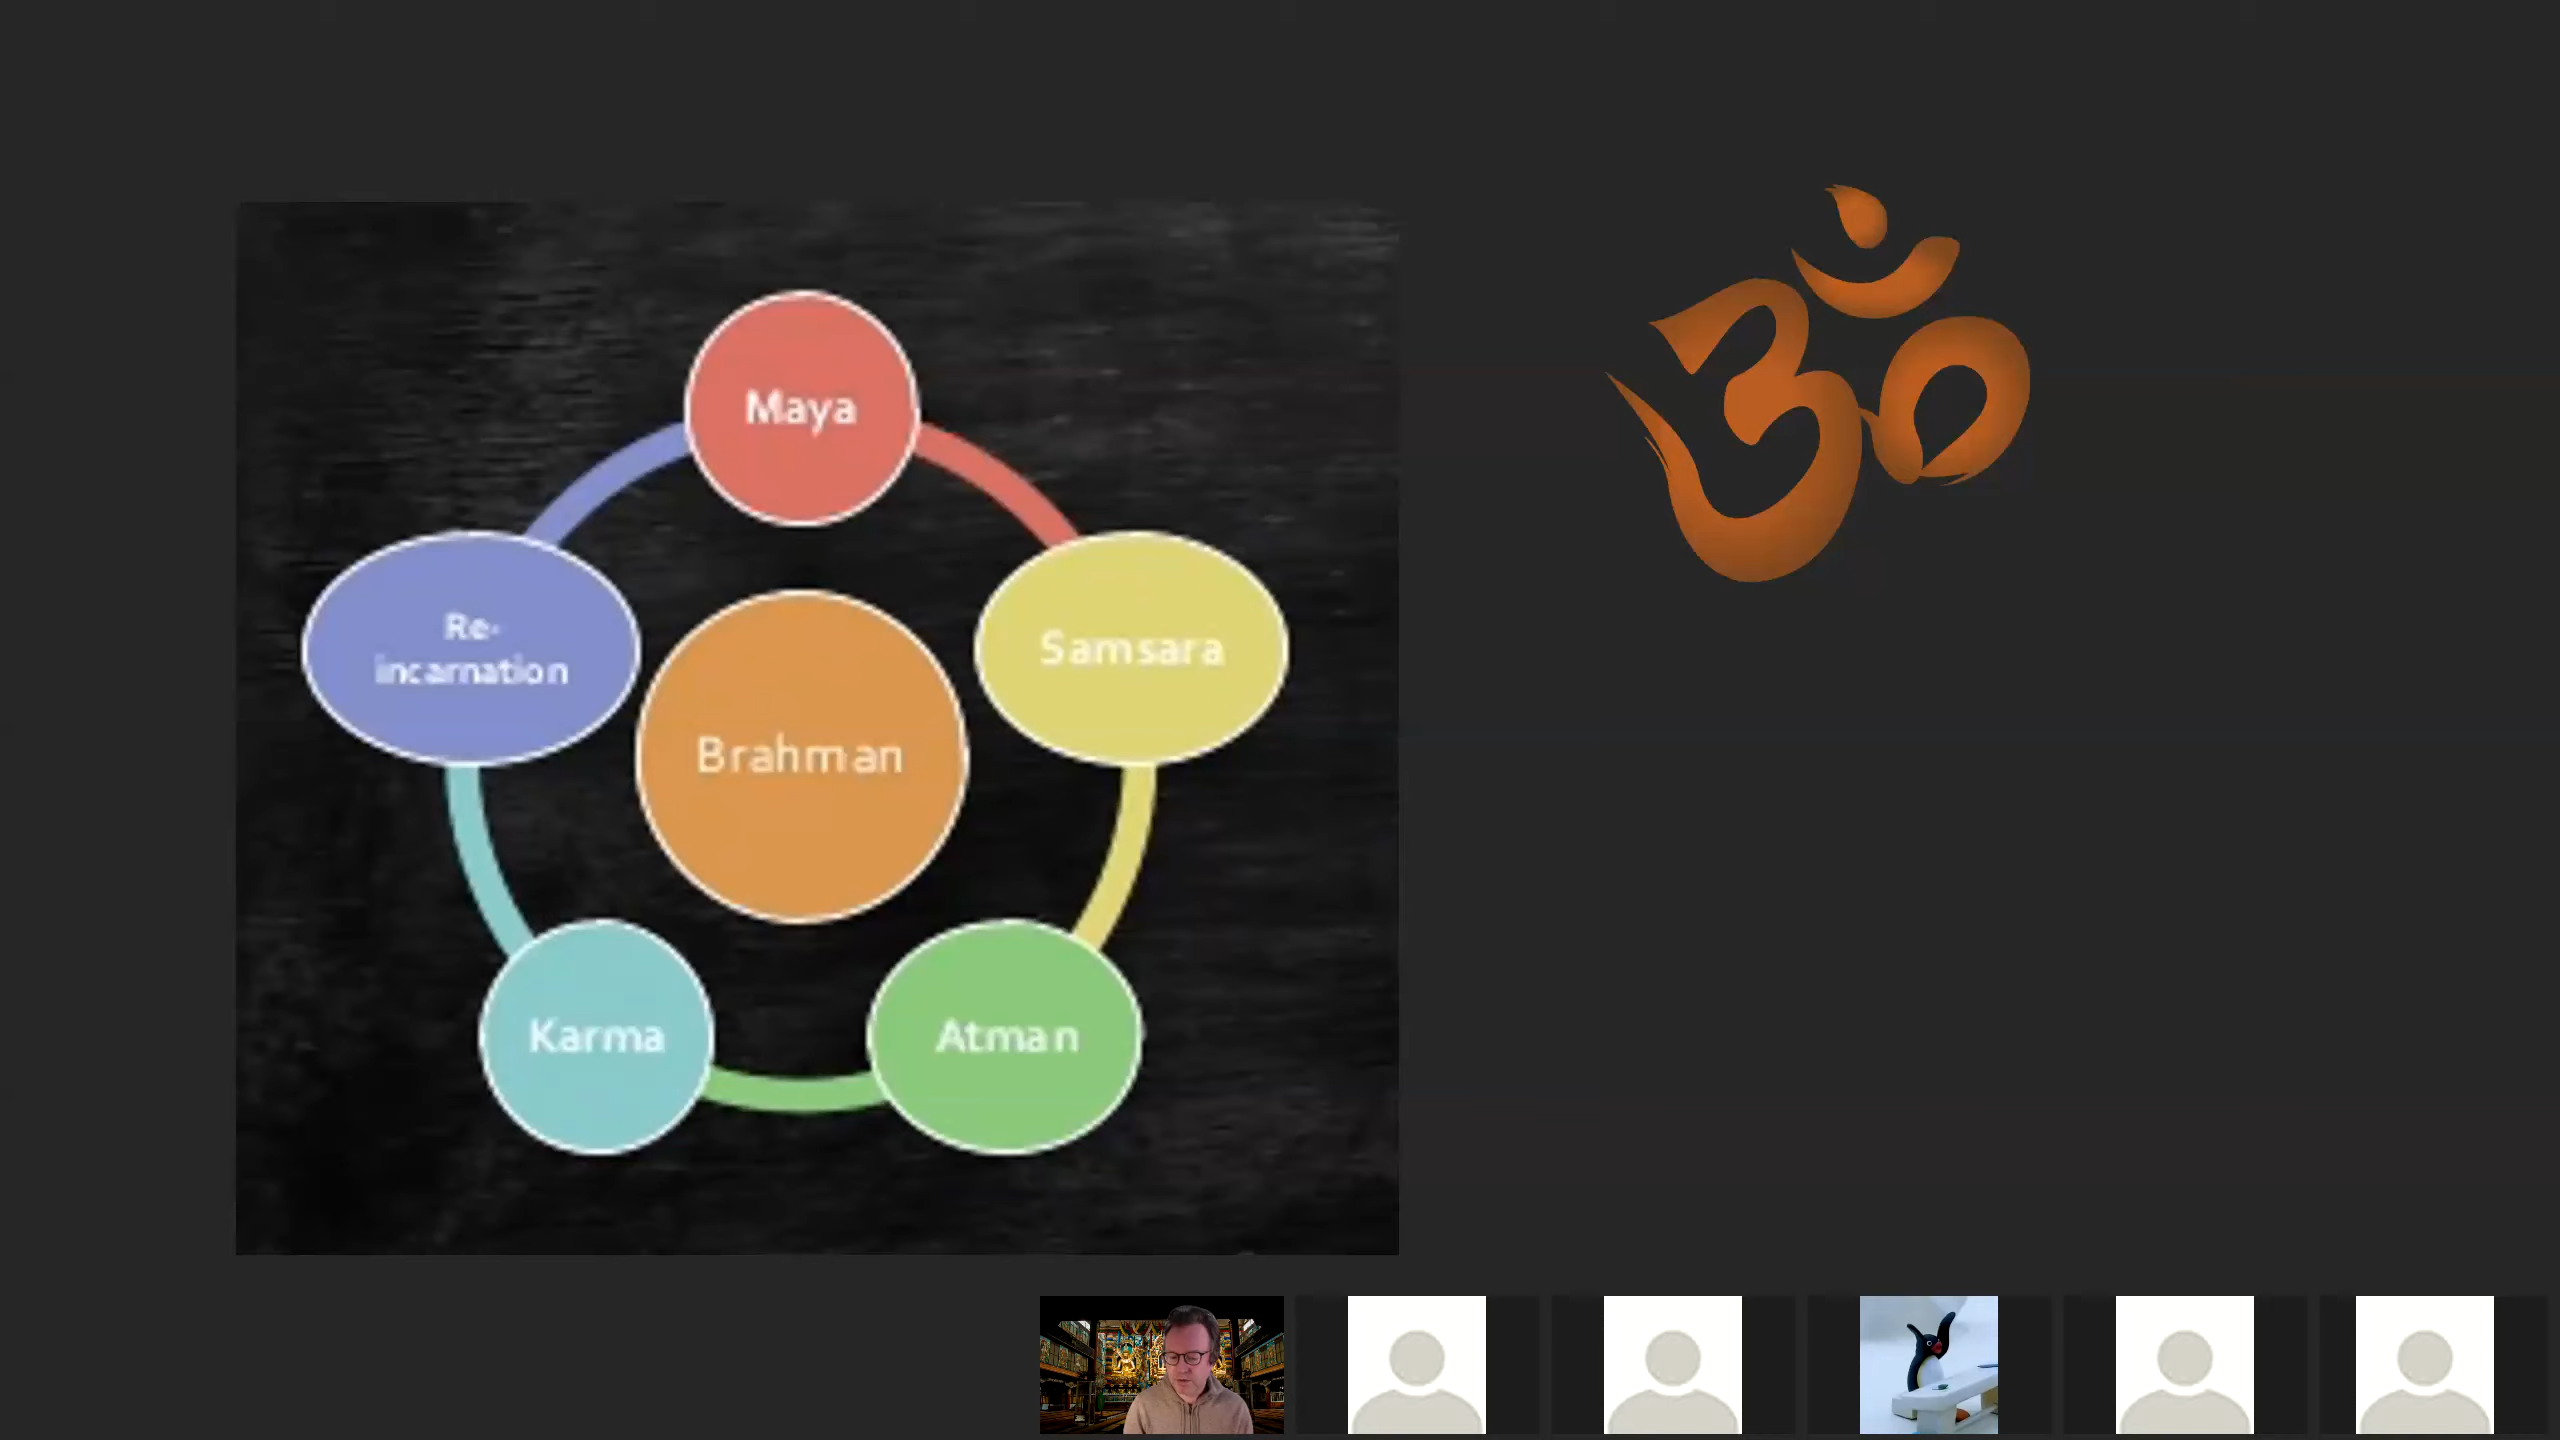 Maya
Re-
incarnation
Samsara
Brahman
Karma
Atman
ॐ